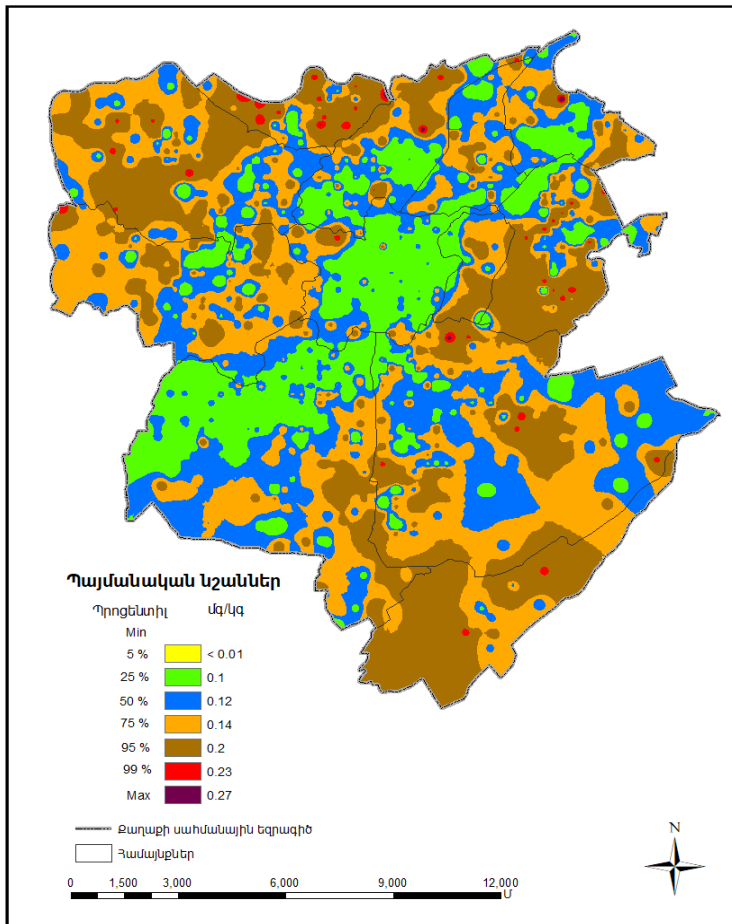 Պայմանական նշաններ
Պրոցենտիլ մգ/կգ
Min
5 % < 0.01
25 % 0.1
50 % 0.12
75 % 0.14
95 % 0.2
99 % 0.23
Max 0.27
Քաղաքի սահմանային եզրագիծ
Համայնքներ
N
0 1,500 3,000 6,000 9,000 12,000
Մ